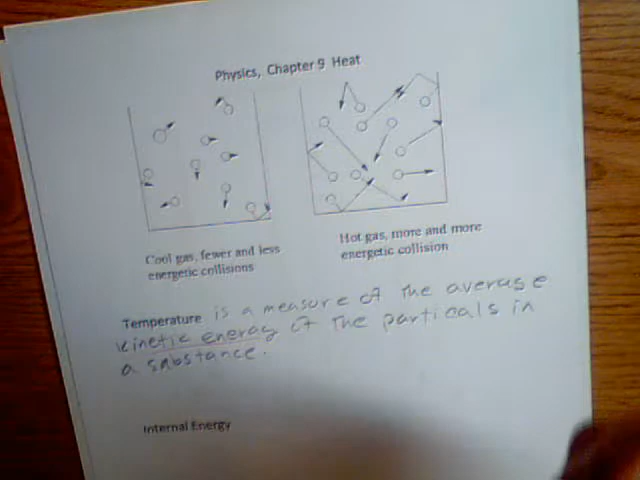 Physics, Chapter 9 Heat
Cool gas, fewer and less
energetic collisions
Hot gas, more and more
energetic collision
Temperature is a measure of the average
kinetic energy of the particals in
a substance.
Internal Energy